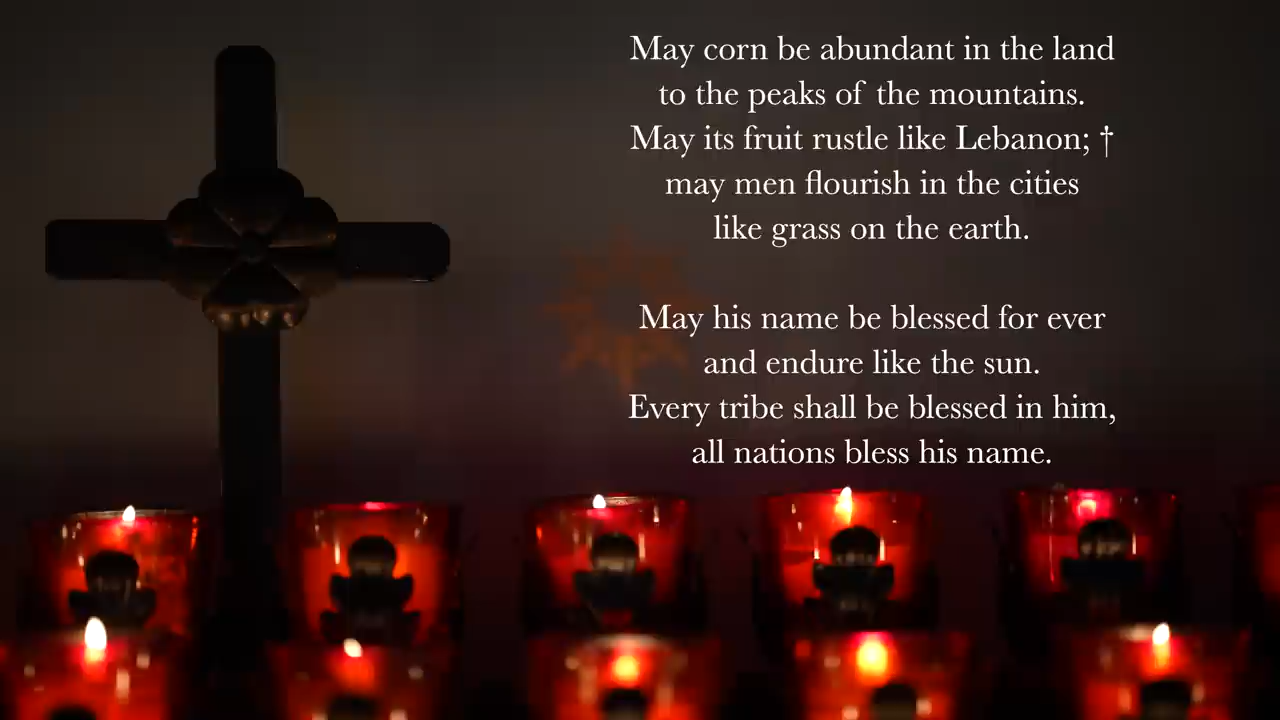 May corn be abundant in the land
to the peaks of the mountains.
May its fruit rustle like Lebanon; †
may men flourish in the cities
like grass on the earth.
May his name be blessed for ever
and endure like the sun.
Every tribe shall be blessed in him,
all nations bless his name.